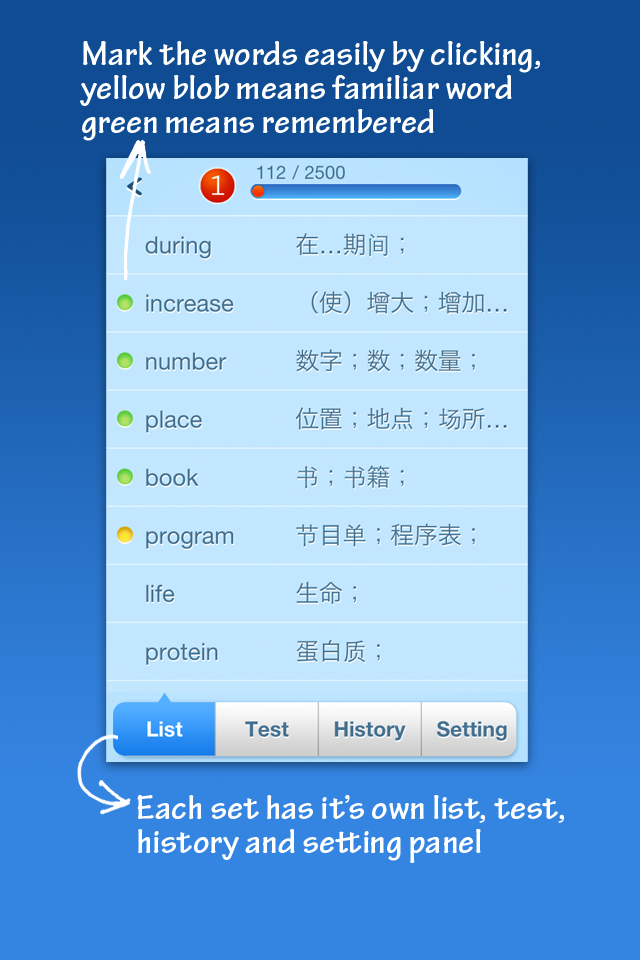 Mark the words easily by clicking,
yellow blob means familiar word
green means remembered
1 112 / 2500
during 在...期间；
increase （使）增大；增加...
number 数字；数；数量；
place 位置；地点；场所...
book 书；书籍；
program 节目单；程序表；
life 生命；
protein 蛋白质；
List Test History Setting
Each set has it's own list, test,
history and setting panel